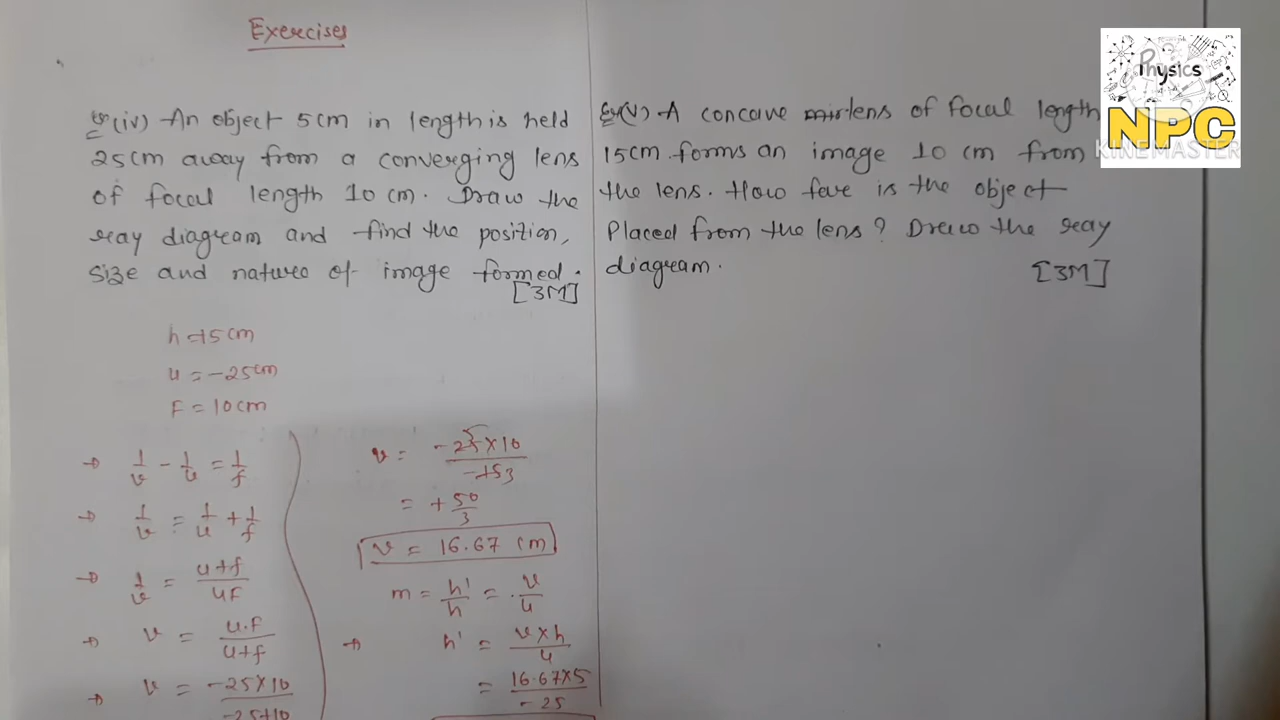 Exercises
Physics
NPC
KINEMASTER
Q(iv) An object 5cm in length is held
25cm away from a converging lens
of focal length 10 cm. Draw the
ray diagram and find the position,
size and nature of image formed.
[3M]
Q(v) A concave lens of focal length
15cm forms an image 10 cm from
the lens. How far is the object
Placed from the lens? Draw the ray
diagram.
[3M]
h = +5cm
u = -25cm
F = 10cm
→ 1/v - 1/u = 1/f
→ 1/v = 1/u + 1/f
→ 1/v = u+f/uf
→ v = u.f/u+f
→ v = -25×10/-25+10
v = -25×10/-15 3
= +50/3
v = 16.67 cm
m = h'/h = v/u
→ h' = v×h/u
= 16.67×5/-25